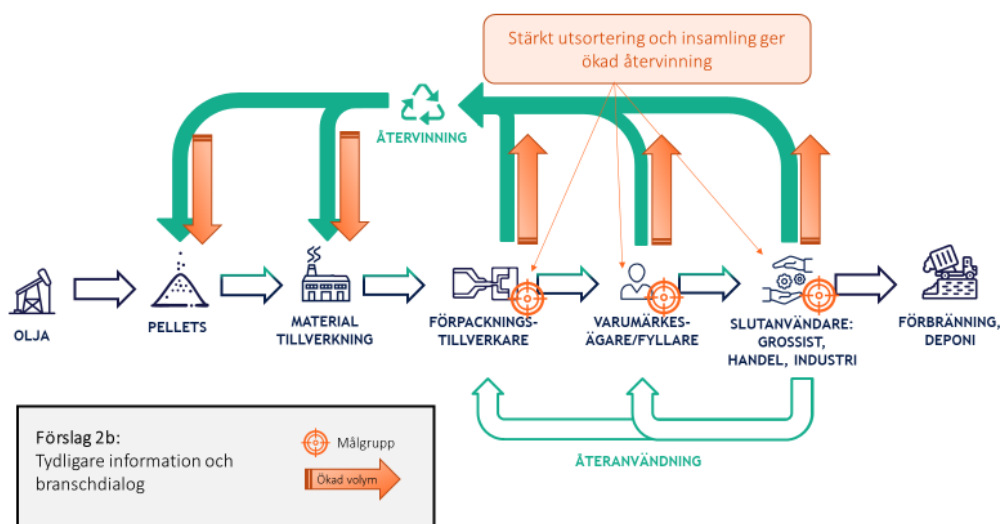 Stärkt utsortering och insamling ger
ökad återvinning
ÅTERVINNING
OLJA
PELLETS
MATERIAL
TILLVERKNING
FÖRPACKNINGS-
TILLVERKARE
VARUMÄRKES-
ÄGARE/FYLLARE
SLUTANVÄNDARE:
GROSSIST,
HANDEL, INDUSTRI
FÖRBRÄNNING,
DEPONI
ÅTERANVÄNDNING
Förslag 2b:
Tydligare information och
branschdialog
Målgrupp
Ökad volym